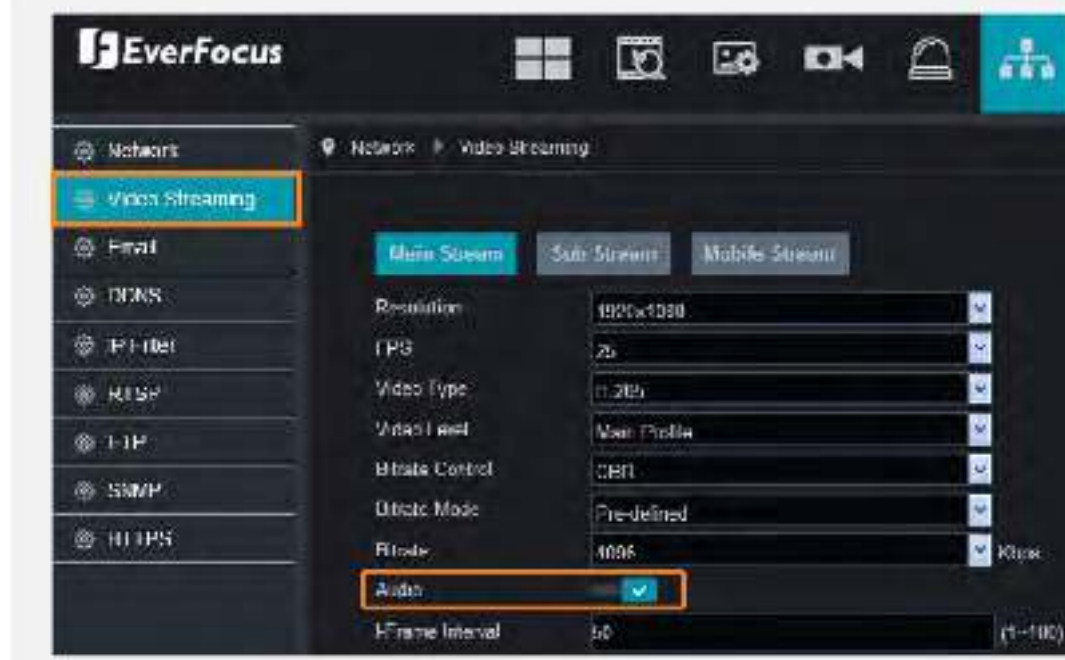 EverFocus
Network
Video Streaming
Email
DDNS
IP Filter
RTSP
FTP
SNMP
HTTPS
Network Video Streaming
Main Stream Sub Stream Mobile Stream
Resolution 1920x1080
FPS 25
Video Type H.265
Video Level Main Profile
Bitrate Control CBR
Bitrate Mode Pre-defined
Bitrate 4096 Kbps
Audio
I-Frame Interval 50 (1~100)